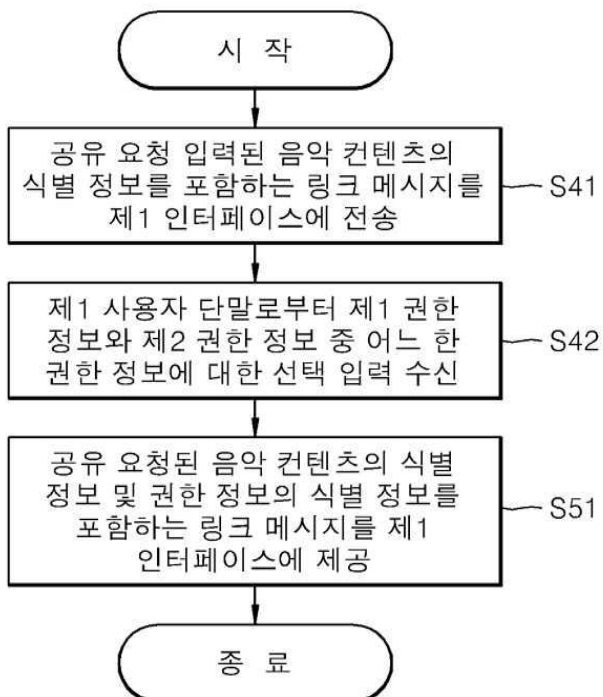 시 작
공유 요청 입력된 음악 컨텐츠의
식별 정보를 포함하는 링크 메시지를
제1 인터페이스에 전송
S41
제1 사용자 단말로부터 제1 권한
정보와 제2 권한 정보 중 어느 한
권한 정보에 대한 선택 입력 수신
S42
공유 요청된 음악 컨텐츠의 식별
정보 및 권한 정보의 식별 정보를
포함하는 링크 메시지를 제1
인터페이스에 제공
S51
종 료